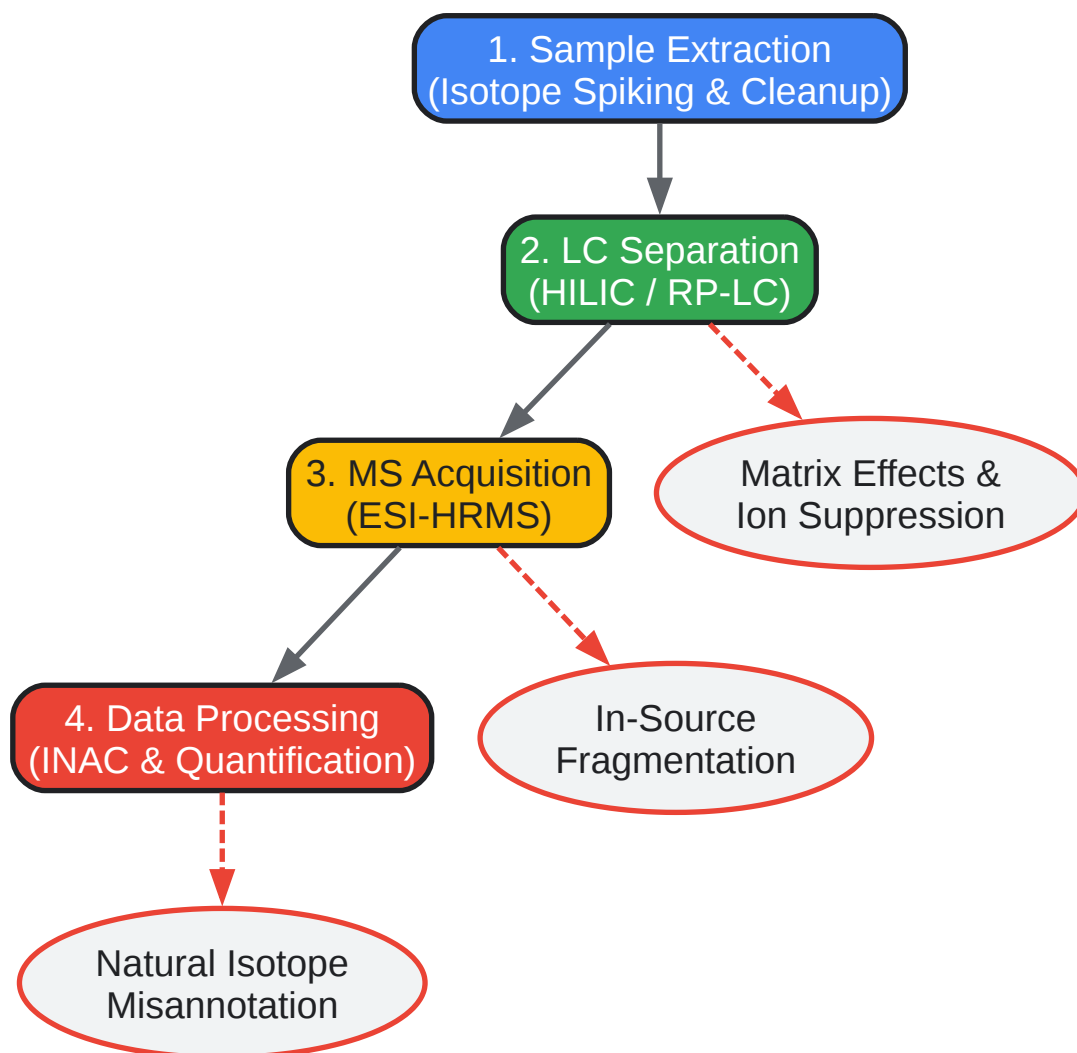 1. Sample Extraction
(Isotope Spiking & Cleanup)
2. LC Separation
(HILIC / RP-LC)
3. MS Acquisition
(ESI-HRMS)
Matrix Effects &
Ion Suppression
4. Data Processing
(INAC & Quantification)
In-Source
Fragmentation
Natural Isotope
Misannotation